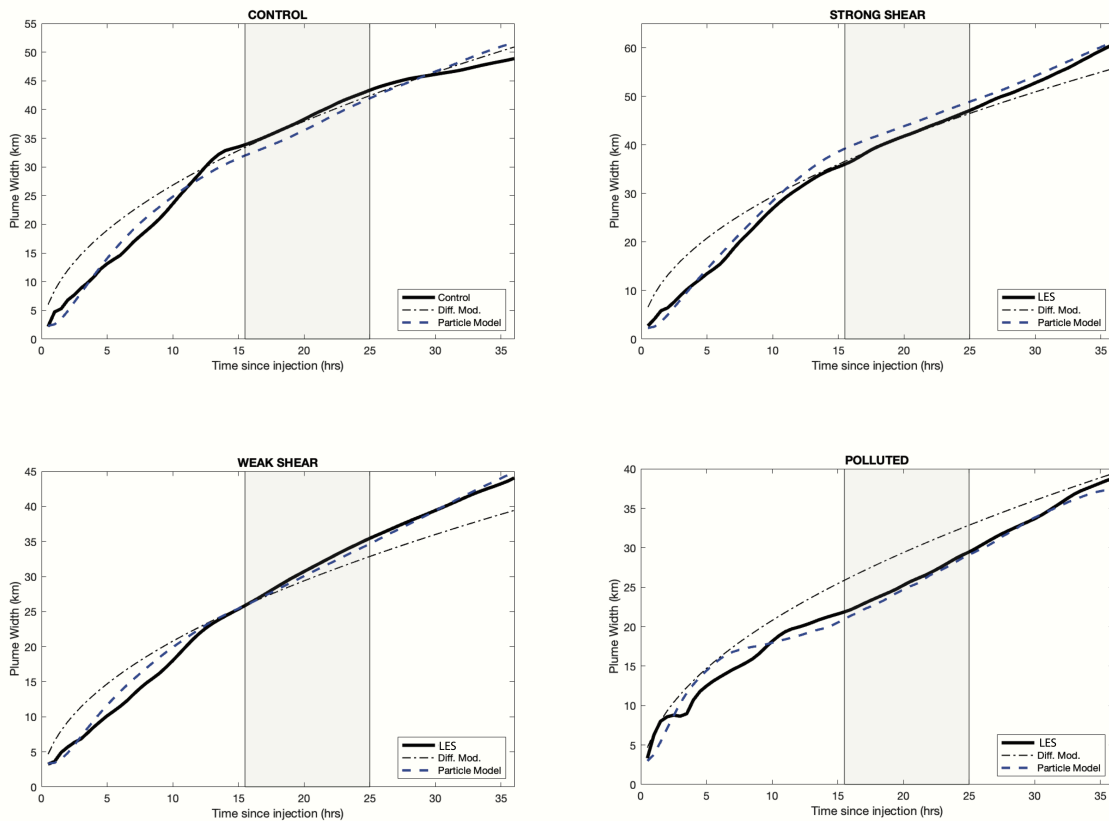 CONTROL
55
50
45
40
35
30
25
20
15
10
5
0
Plume Width (km)
0 5 10 15 20 25 30 35
Time since injection (hrs)
Control
Diff. Mod.
Particle Model
STRONG SHEAR
60
50
40
30
20
10
0
Plume Width (km)
0 5 10 15 20 25 30 35
Time since injection (hrs)
LES
Diff. Mod.
Particle Model
WEAK SHEAR
45
40
35
30
25
20
15
10
5
0
Plume Width (km)
0 5 10 15 20 25 30 35
Time since injection (hrs)
LES
Diff. Mod.
Particle Model
POLLUTED
40
35
30
25
20
15
10
5
0
Plume Width (km)
0 5 10 15 20 25 30 35
Time since injection (hrs)
LES
Diff. Mod.
Particle Model